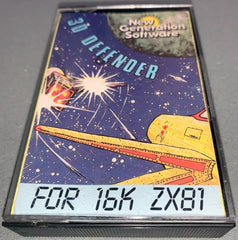 New
Generation
Software
3D DEFENDER
FOR 16K ZX81